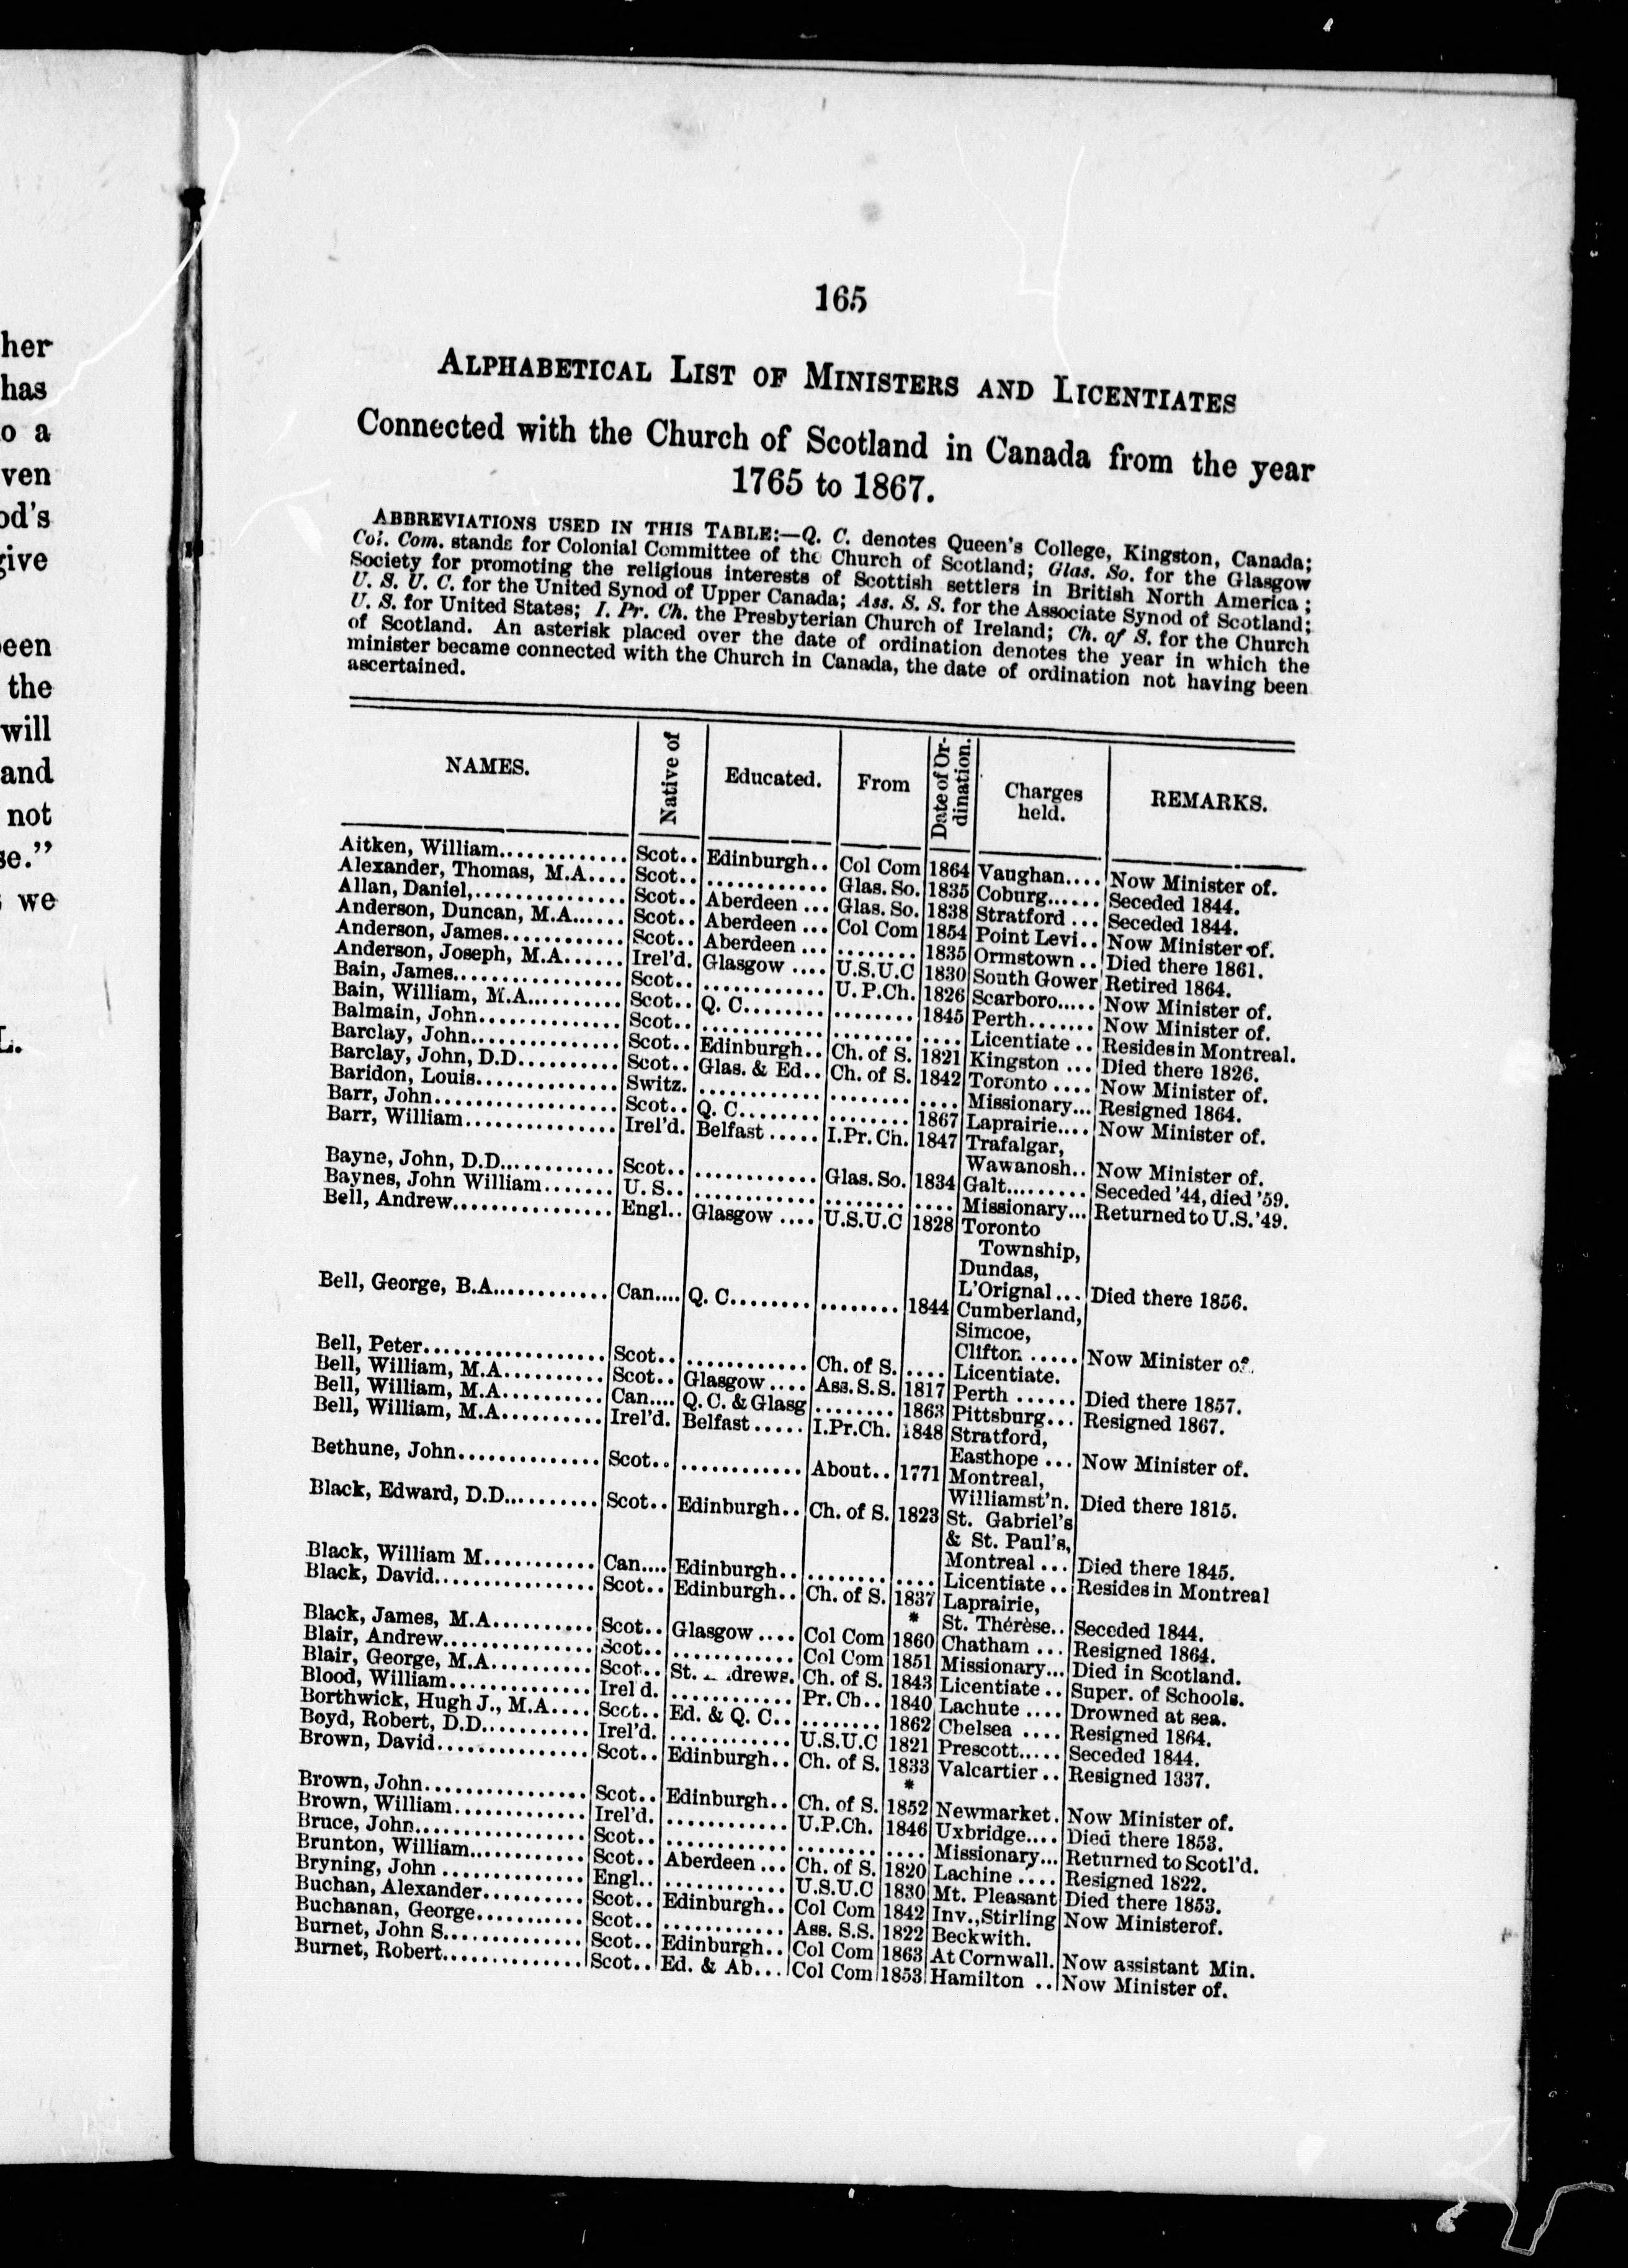 her
has
o a
ven
od's
give
een
the
will
and
not
se."
we
L.
165
ALPHABETICAL LIST OF MINISTERS AND LICENTIATES
Connected with the Church of Scotland in Canada from the year
1765 to 1867.
ABBREVIATIONS USED IN THIS TABLE:—Q. C. denotes Queen's College, Kingston, Canada;
Col. Com. stands for Colonial Committee of the Church of Scotland; Glas. So. for the Glasgow
Society for promoting the religious interests of Scottish settlers in British North America;
U. S. U. C. for the United Synod of Upper Canada; Ass. S. S. for the Associate Synod of Scotland;
U. S. for United States; I. Pr. Ch. the Presbyterian Church of Ireland; Ch. of S. for the Church
of Scotland. An asterisk placed over the date of ordination denotes the year in which the
minister became connected with the Church in Canada, the date of ordination not having been
ascertained.
NAMES. Native of Educated. From Date of Or-dination. Charges held. REMARKS.
Aitken, William............. Scot.. Edinburgh.. Col Com 1864 Vaughan.... Now Minister of.
Alexander, Thomas, M.A.... Scot.. ............ Glas. So. 1835 Coburg...... Seceded 1844.
Allan, Daniel,................ Scot.. Aberdeen ... Glas. So. 1838 Stratford ... Seceded 1844.
Anderson, Duncan, M.A...... Scot.. Aberdeen ... Col Com 1854 Point Levi.. Now Minister of.
Anderson, James............ Scot.. Aberdeen ... ........ 1835 Ormstown .. Died there 1861.
Anderson, Joseph, M.A...... Irel'd. Glasgow .... U.S.U.C 1830 South Gower Retired 1864.
Bain, James................. Scot.. ............ U. P.Ch. 1826 Scarboro..... Now Minister of.
Bain, William, M.A.......... Scot.. Q. C........ ........ 1845 Perth....... Now Minister of.
Balmain, John............... Scot.. ............ ........ .... Licentiate .. Resides in Montreal.
Barclay, John............... Scot.. Edinburgh.. Ch. of S. 1821 Kingston ... Died there 1826.
Barclay, John, D.D.......... Scot.. Glas. & Ed.. Ch. of S. 1842 Toronto .... Now Minister of.
Baridon, Louis.............. Switz. ............ ........ .... Missionary... Resigned 1864.
Barr, John.................. Scot.. Q. C........ ........ 1867 Laprairie.... Now Minister of.
Barr, William............... Irel'd. Belfast ..... I.Pr. Ch. 1847 Trafalgar,
Wawanosh.. Now Minister of.
Bayne, John, D.D............ Scot.. ............ Glas. So. 1834 Galt......... Seceded '44, died '59.
Baynes, John William....... U. S.. ............ ........ .... Missionary... Returned to U.S. '49.
Bell, Andrew................ Engl.. Glasgow .... U.S.U.C 1828 Toronto
Township,
Dundas,
L'Orignal... Died there 1856.
Bell, George, B.A............ Can.... Q. C........ ........ 1844 Cumberland,
Simcoe,
Clifton ..... Now Minister of.
Bell, Peter.................. Scot.. ............ Ch. of S. .... Licentiate.
Bell, William, M.A.......... Scot.. Glasgow .... Ass. S.S. 1817 Perth ...... Died there 1857.
Bell, William, M.A.......... Can.... Q. C. & Glasg ........ 1863 Pittsburg... Resigned 1867.
Bell, William, M.A.......... Irel'd. Belfast ..... I.Pr.Ch. 1848 Stratford,
Easthope ... Now Minister of.
Bethune, John............... Scot.. ............ About.. 1771 Montreal,
Williamst'n. Died there 1815.
Black, Edward, D.D.......... Scot.. Edinburgh.. Ch. of S. 1823 St. Gabriel's
& St. Paul's,
Montreal ... Died there 1845.
Black, William M........... Can.... Edinburgh.. ........ .... Licentiate .. Resides in Montreal
Black, David................ Scot.. Edinburgh.. Ch. of S. 1837 Laprairie,
* St. Thérèse.. Seceded 1844.
Black, James, M.A.......... Scot.. Glasgow .... Col Com 1860 Chatham ... Resigned 1864.
Blair, Andrew............... Scot.. ............ Col Com 1851 Missionary... Died in Scotland.
Blair, George, M.A.......... Scot.. St. drews. Ch. of S. 1843 Licentiate .. Super. of Schools.
Blood, William.............. Irel d. ............ Pr. Ch.. 1840 Lachute .... Drowned at sea.
Borthwick, Hugh J., M.A.... Scot.. Ed. & Q. C.. ........ 1862 Chelsea .... Resigned 1864.
Boyd, Robert, D.D........... Irel'd. ............ U.S.U.C 1821 Prescott..... Seceded 1844.
Brown, David................ Scot.. Edinburgh.. Ch. of S. 1833 Valcartier .. Resigned 1837.
*
Brown, John................. Scot.. Edinburgh.. Ch. of S. 1852 Newmarket. Now Minister of.
Brown, William............. Irel'd. ............ U.P.Ch. 1846 Uxbridge.... Died there 1853.
Bruce, John................. Scot.. ............ ........ .... Missionary... Returned to Scotl'd.
Brunton, William............ Scot.. Aberdeen ... Ch. of S. 1820 Lachine .... Resigned 1822.
Bryning, John .............. Engl.. ............ U.S.U.C 1830 Mt. Pleasant Died there 1853.
Buchan, Alexander.......... Scot.. Edinburgh.. Col Com 1842 Inv., Stirling Now Minister of.
Buchanan, George........... Scot.. ............ Ass. S.S. 1822 Beckwith.
Burnet, John S.............. Scot.. Edinburgh.. Col Com 1863 At Cornwall. Now assistant Min.
Burnet, Robert.............. Scot.. Ed. & Ab... Col Com 1853 Hamilton .. Now Minister of.